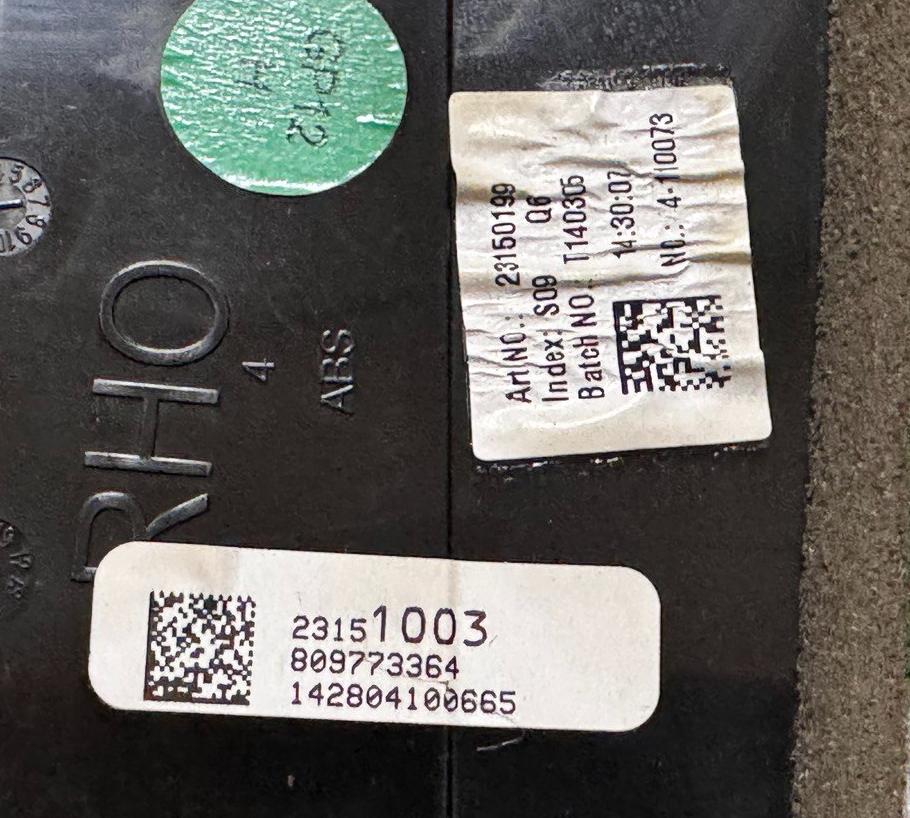 Art NO.: 23150199
Index: S09 Q6
Batch NO: T140305
14:30:07
NO.: 4-110073
RHO
4
ABS
23151003
809773364
142804100665